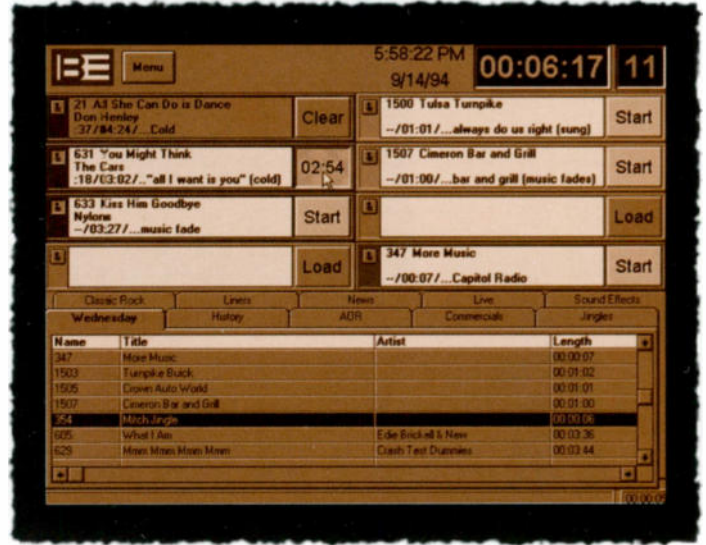 BE
Menu
5:58:22 PM
9/14/94
00:06:17
11
21 All She Can Do is Dance
Don Henley
:37/04:24/...Cold
Clear
1500 Tulsa Turnpike
--/01:01/...always do us right (sung)
Start
631 You Might Think
The Cars
:18/03:02/.."all I want is you" (cold)
02:54
1507 Cimeron Bar and Grill
--/01:00/...bar and grill (music fades)
Start
633 Kiss Him Goodbye
Nylons
--/03:27/...music fade
Start
Load
Load
347 More Music
--/00:07/...Capitol Radio
Start
Classic Rock Liners News Live Sound Effects
Wednesday History AOR Commercials Jingles
Name Title Artist Length
347 More Music 00:00:07
1503 Turnpike Buick 00:01:02
1505 Crown Auto World 00:01:01
1507 Cimeron Bar and Grill 00:01:00
354 Mitch Jingle 00:00:06
605 What I Am Edie Brickell & New 00:03:36
629 Mmm Mmm Mmm Mmm Crash Test Dummies 00:03:44
00:00:05